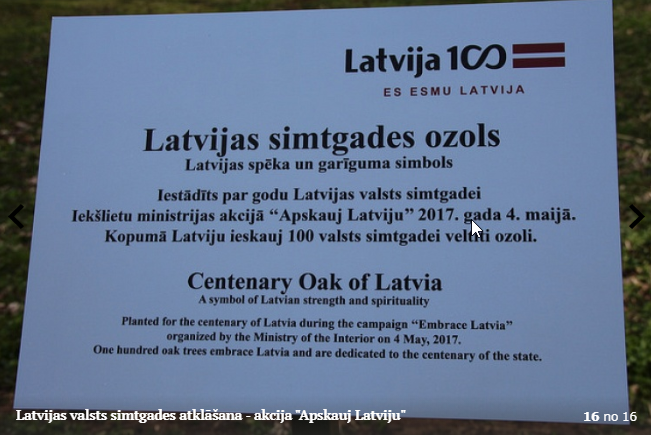 Latvija 100
ES ESMU LATVIJA
Latvijas simtgades ozols
Latvijas spēka un garīguma simbols
Iestādīts par godu Latvijas valsts simtgadei
Iekšlietu ministrijas akcijā “Apskauj Latviju” 2017. gada 4. maijā.
Kopumā Latviju ieskauj 100 valsts simtgadei veltīti ozoli.
Centenary Oak of Latvia
A symbol of Latvian strength and spirituality
Planted for the centenary of Latvia during the campaign “Embrace Latvia”
organized by the Ministry of the Interior on 4 May, 2017.
One hundred oak trees embrace Latvia and are dedicated to the centenary of the state.
Latvijas valsts simtgades atklāšana - akcija "Apskauj Latviju"
16 no 16